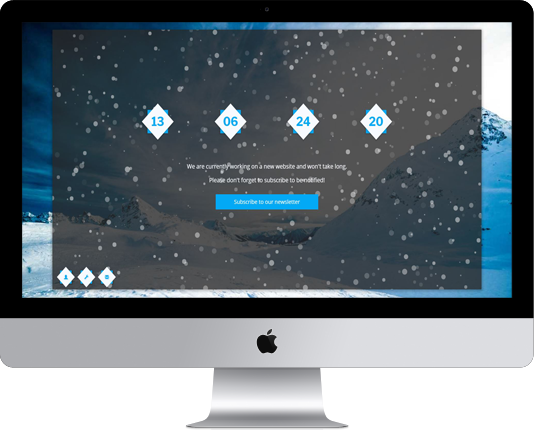 13 06 24 20
We are currently working on a new website and won't take long.
Please don't forget to subscribe to be notified!
Subscribe to our newsletter